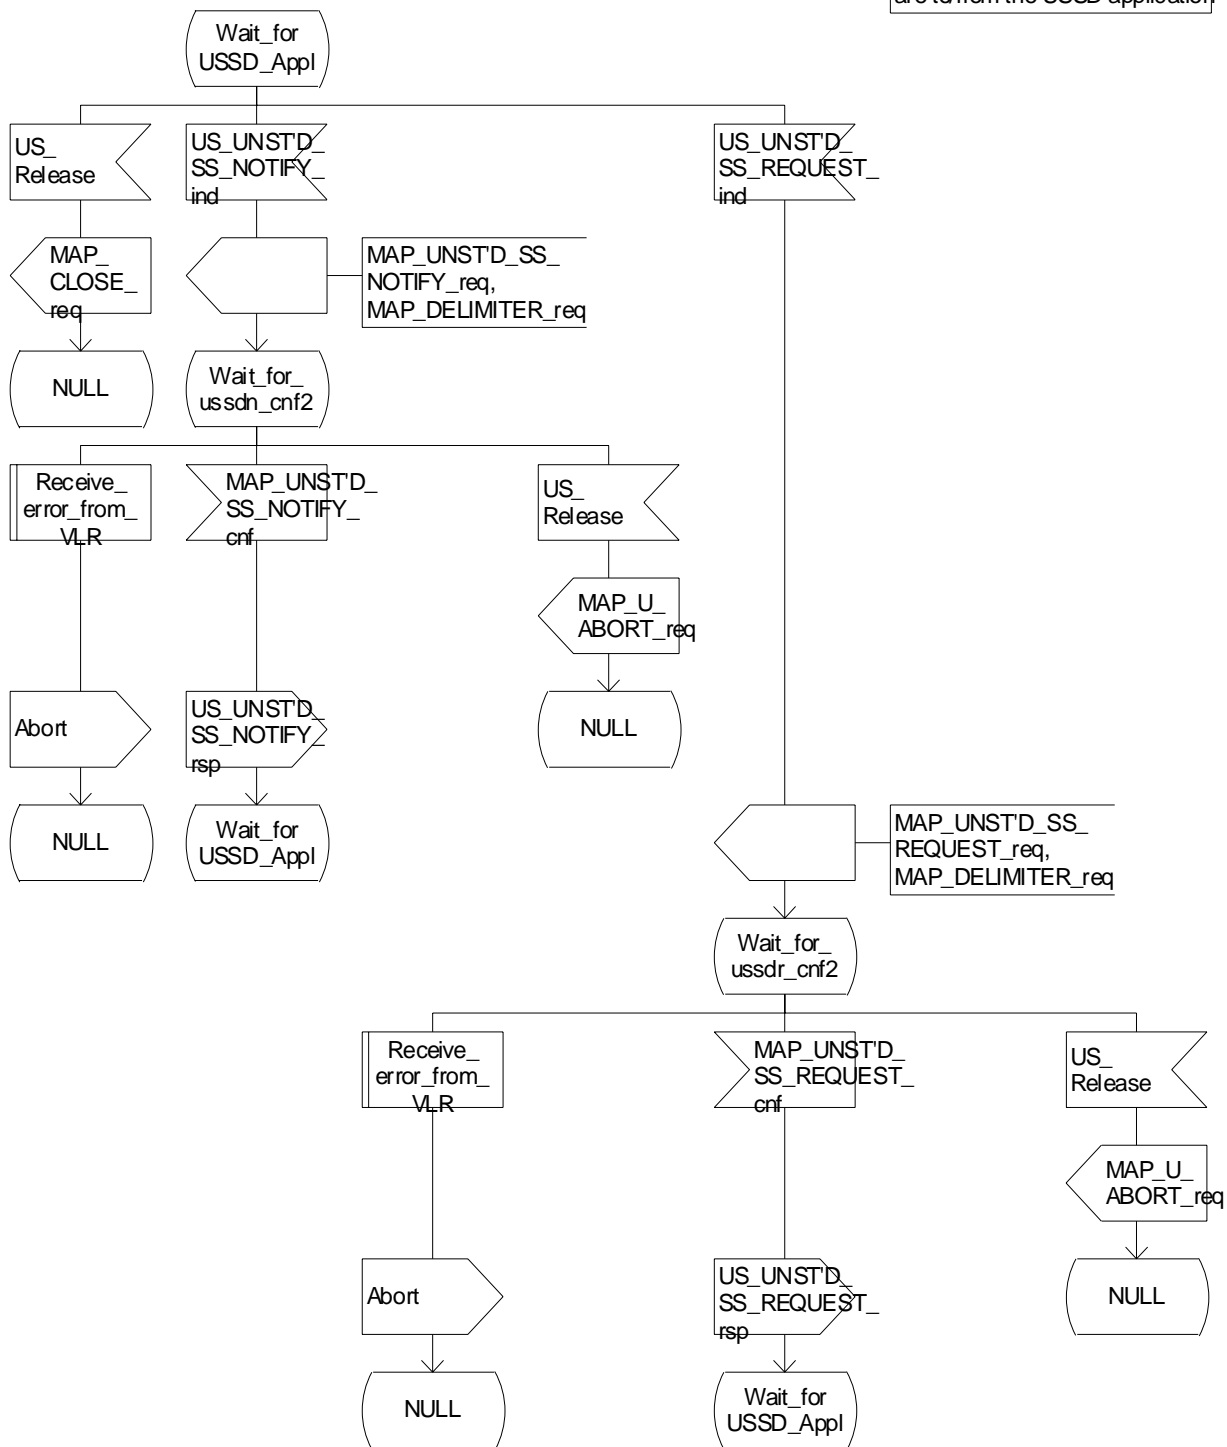 are to/from the USSD application
Wait_for
USSD_Appl
US_
Release
US_UNST'D_
SS_NOTIFY_
ind
US_UNST'D_
SS_REQUEST_
ind
MAP_
CLOSE_
req
MAP_UNST'D_SS_
NOTIFY_req,
MAP_DELIMITER_req
NULL
Wait_for_
ussdn_cnf2
Receive_
error_from_
VLR
MAP_UNST'D_
SS_NOTIFY_
cnf
US_
Release
MAP_U_
ABORT_req
Abort
US_UNST'D_
SS_NOTIFY_
rsp
NULL
NULL
Wait_for
USSD_Appl
MAP_UNST'D_SS_
REQUEST_req,
MAP_DELIMITER_req
Wait_for_
ussdr_cnf2
Receive_
error_from_
VLR
MAP_UNST'D_
SS_REQUEST_
cnf
US_
Release
MAP_U_
ABORT_req
Abort
US_UNST'D_
SS_REQUEST_
rsp
NULL
NULL
Wait_for
USSD_Appl